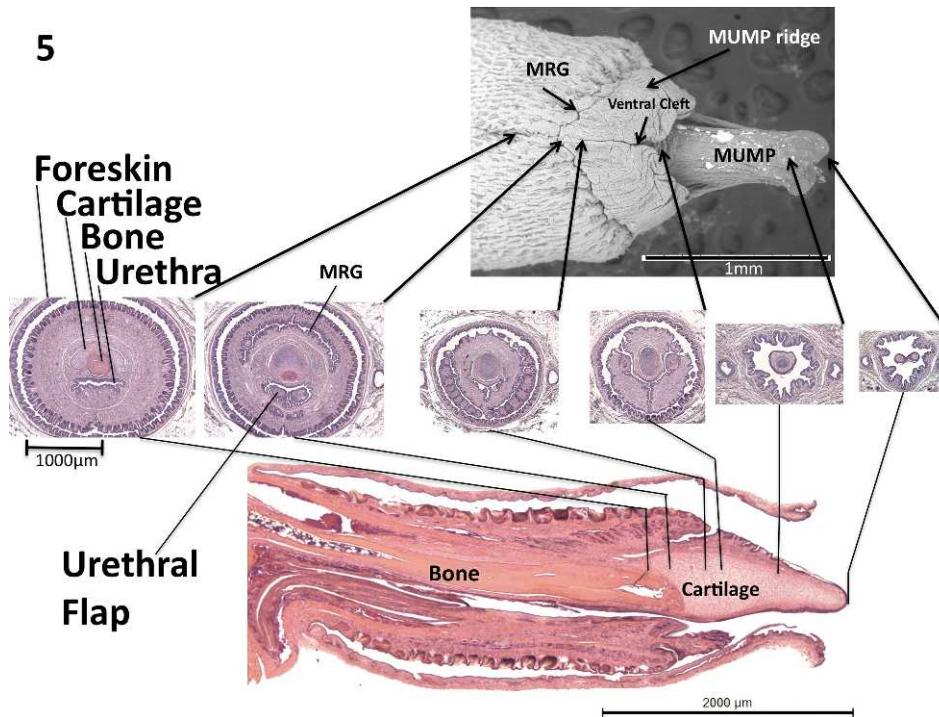 5
MUMP ridge
MRG
Ventral Cleft
MUMP
1mm
Foreskin
Cartilage
Bone
Urethra
MRG
1000µm
Urethral
Flap
Bone
Cartilage
2000 µm